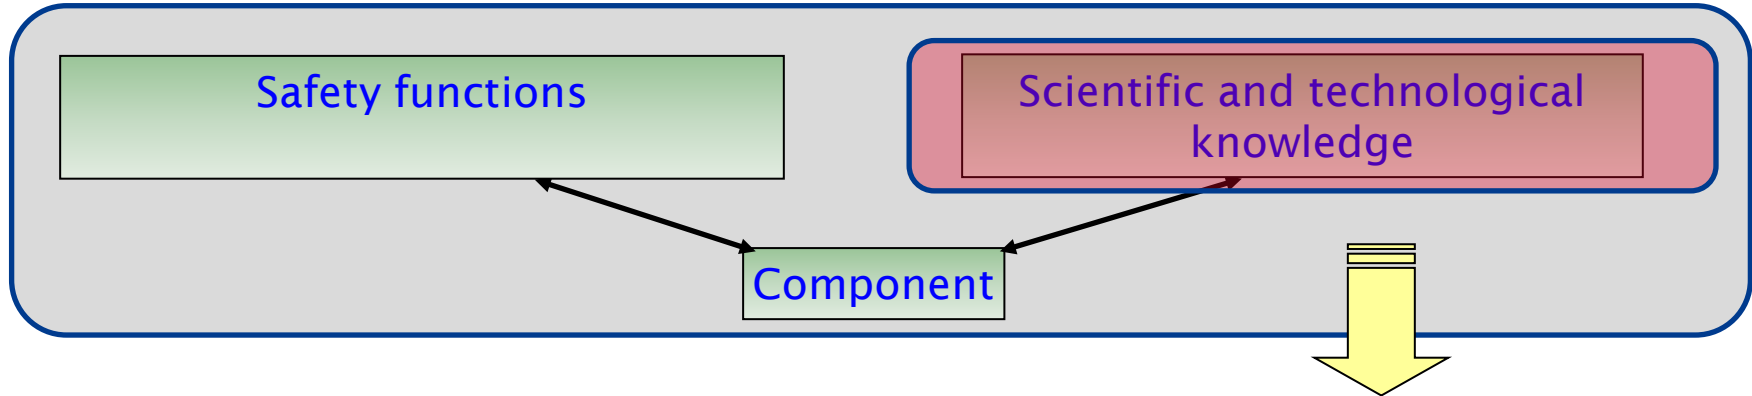 Safety functions
Scientific and technological
knowledge
Component